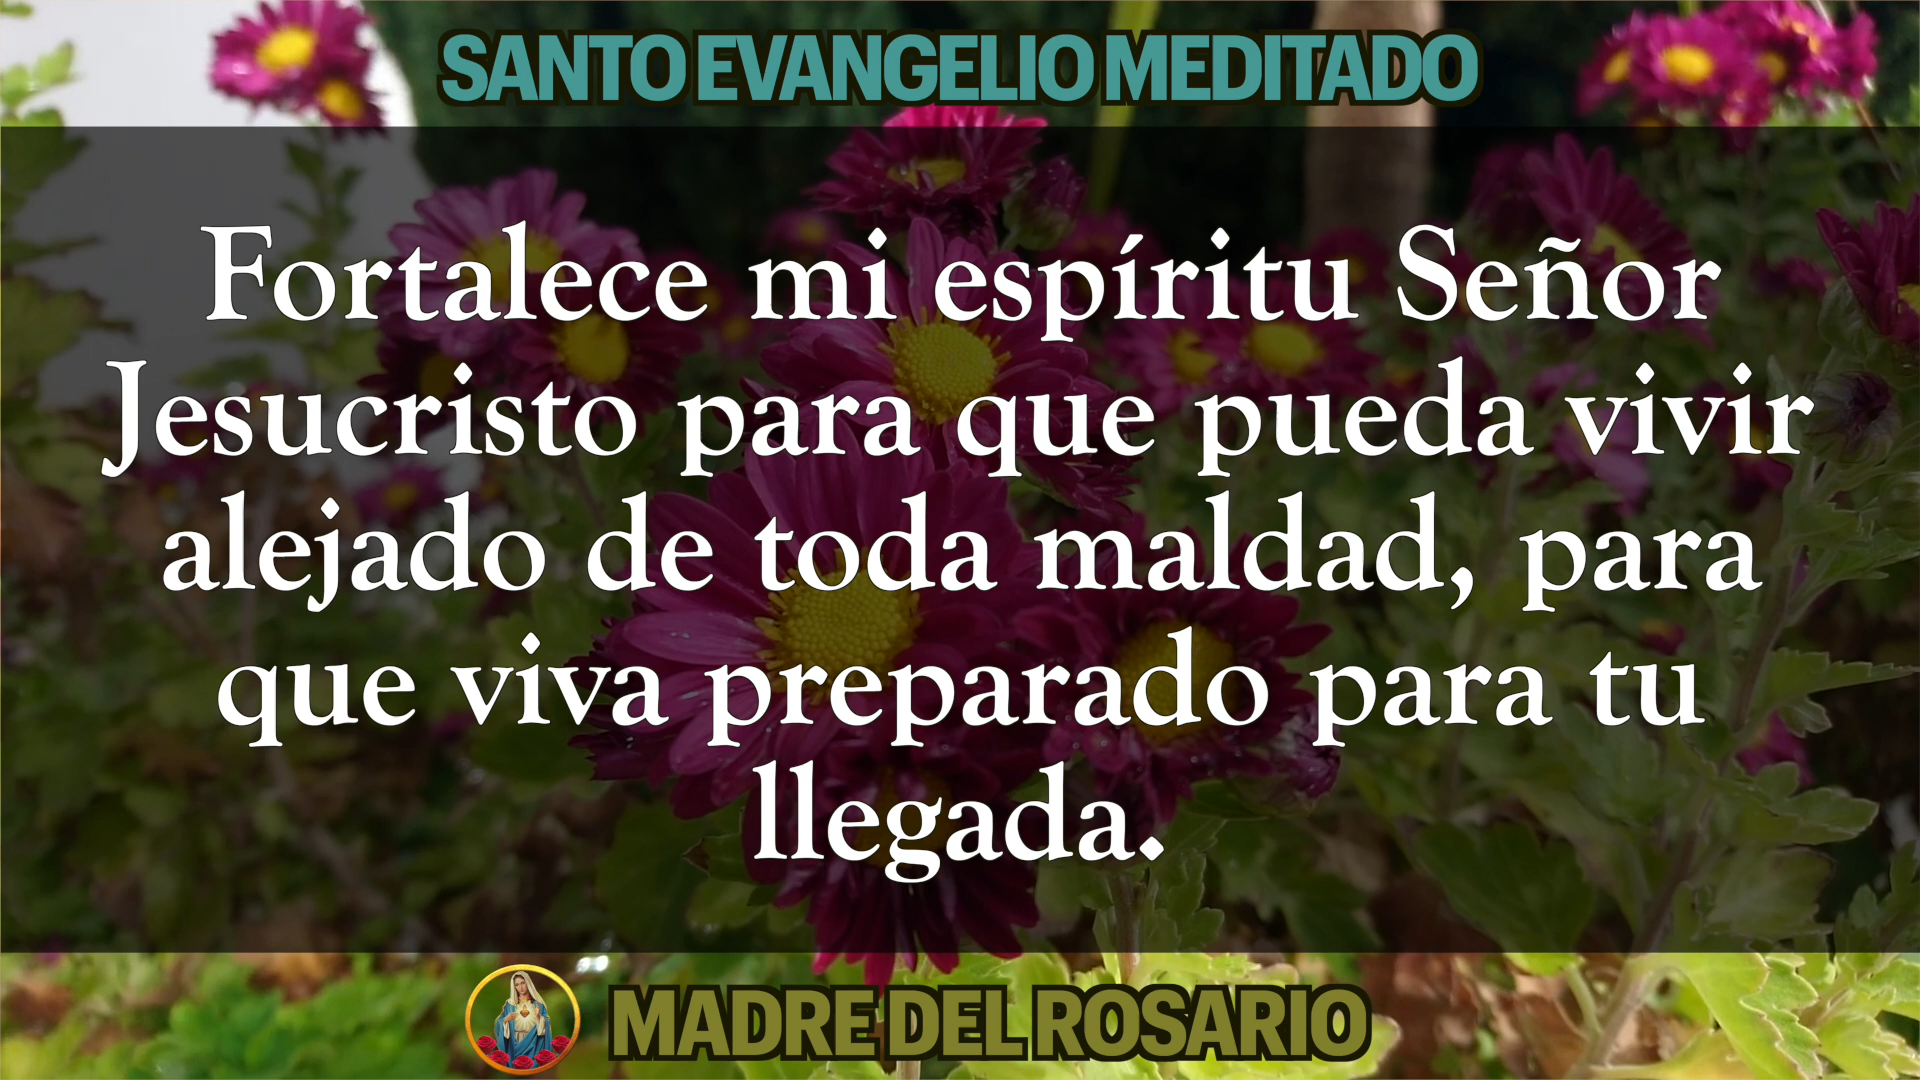 SANTO EVANGELIO MEDITADO
Fortalece mi espíritu Señor
Jesucristo para que pueda vivir
alejado de toda maldad, para
que viva preparado para tu
llegada.
MADRE DEL ROSARIO